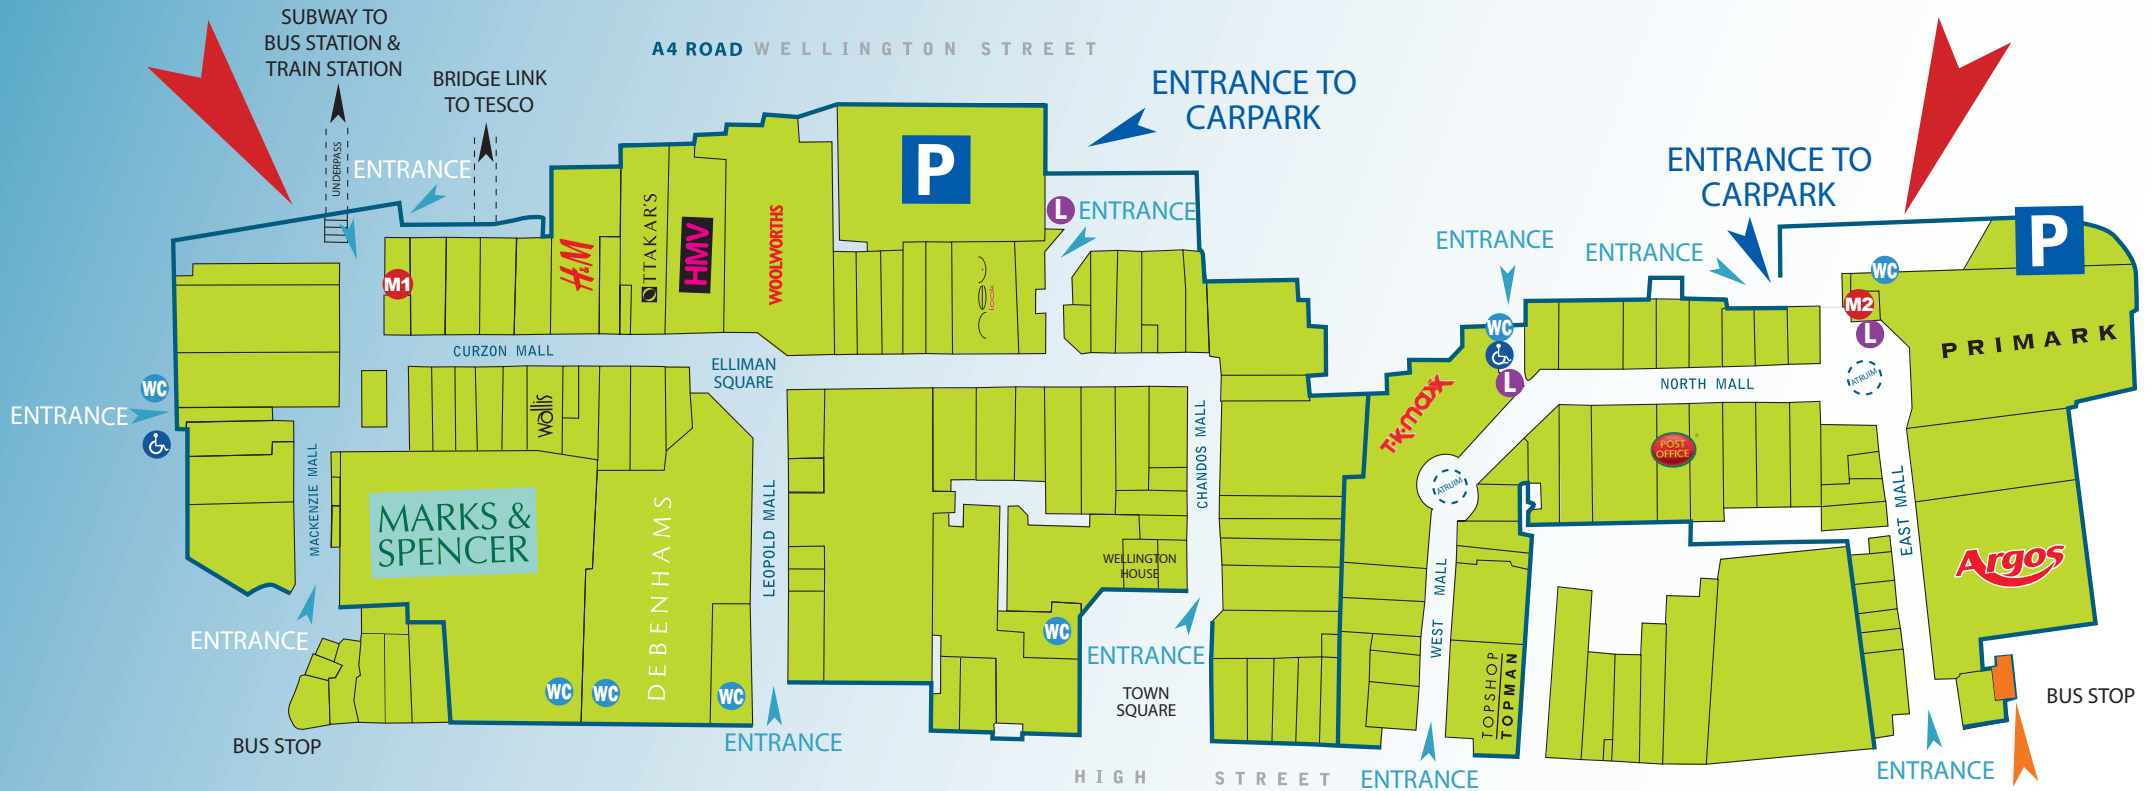 SUBWAY TO
BUS STATION &
TRAIN STATION
BRIDGE LINK
TO TESCO
A4 ROAD WELLINGTON STREET
ENTRANCE TO
CARPARK
ENTRANCE TO
CARPARK
UNDERPASS
ENTRANCE
P
L ENTRANCE
ENTRANCE
ENTRANCE
P
WC
M1
H&M
OTTAKAR'S
HMV
WOOLWORTHS
LOOK
M2
L
PRIMARK
WC
L
CURZON MALL
ELLIMAN
SQUARE
T·K·maxx
NORTH MALL
ATRUIM
WC
ENTRANCE
wallis
MACKENZIE MALL
MARKS &
SPENCER
DEBENHAMS
LEOPOLD MALL
CHANDOS MALL
WELLINGTON
HOUSE
ATRUIM
POST
OFFICE
EAST MALL
Argos
WEST MALL
ENTRANCE
WC
WC
WC
WC
ENTRANCE
TOWN
SQUARE
TOPSHOP
TOPMAN
BUS STOP
BUS STOP
ENTRANCE
HIGH STREET
ENTRANCE
ENTRANCE